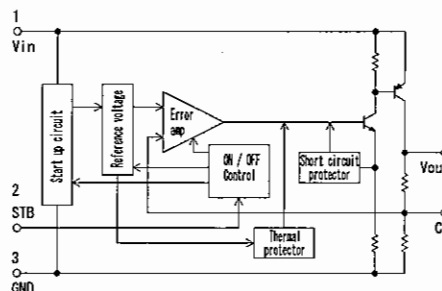 1
Vin
Start up circuit
Reference voltage
Error
amp
ON / OFF
Control
Short circuit
protector
Thermal
protector
Vou
C
2
STB
3
GND